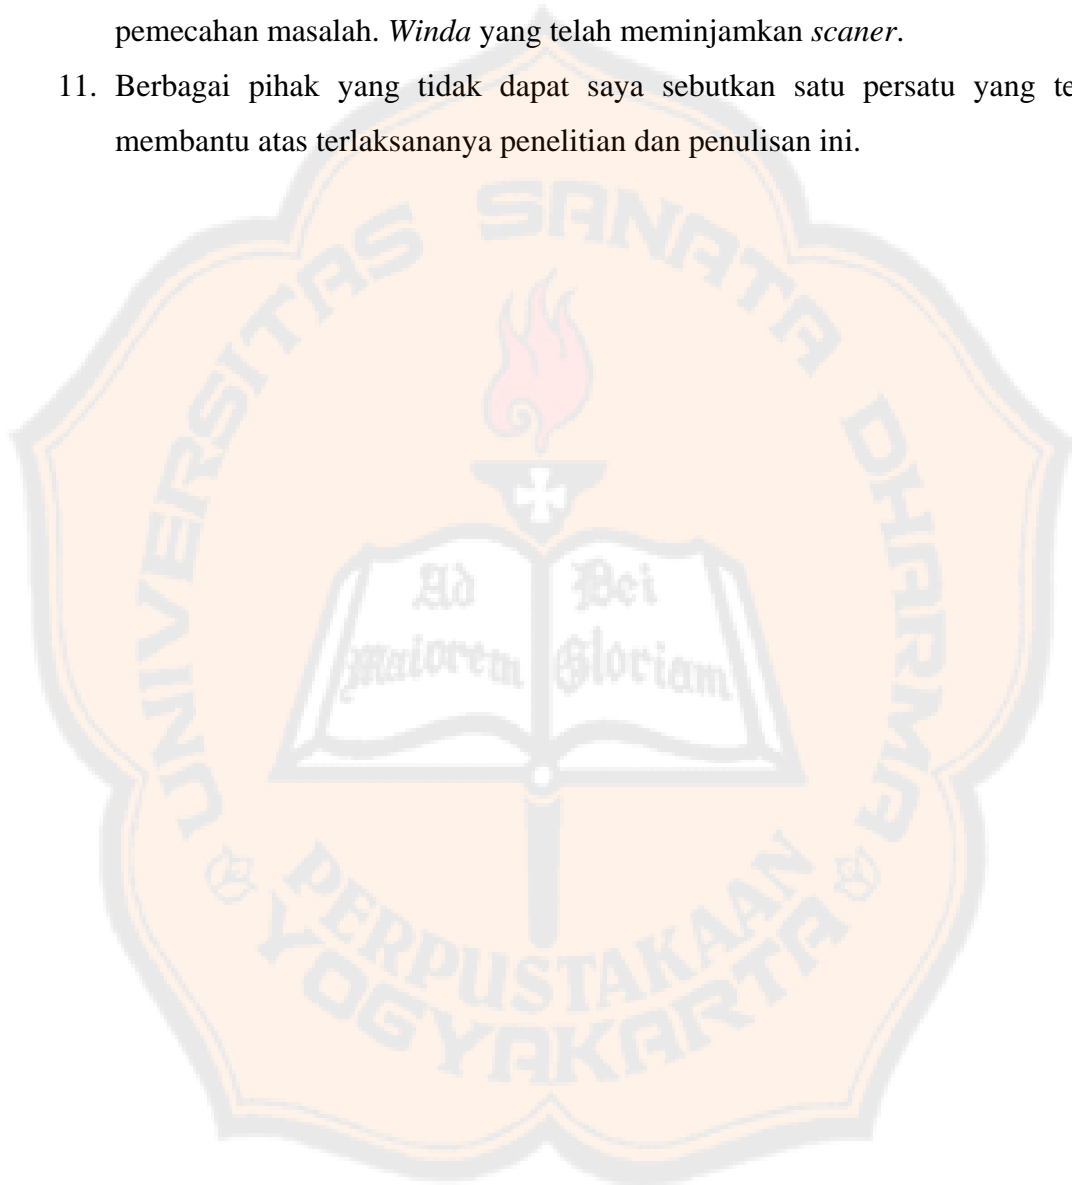 pemecahan masalah. Winda yang telah meminjamkan scaner.
11. Berbagai pihak yang tidak dapat saya sebutkan satu persatu yang
membantu atas terlaksananya penelitian dan penulisan ini.
UNIVERSITAS SANATA DHARMA
Ad Dei
Maiorem Gloriam
PERPUSTAKAAN
YOGYAKARTA